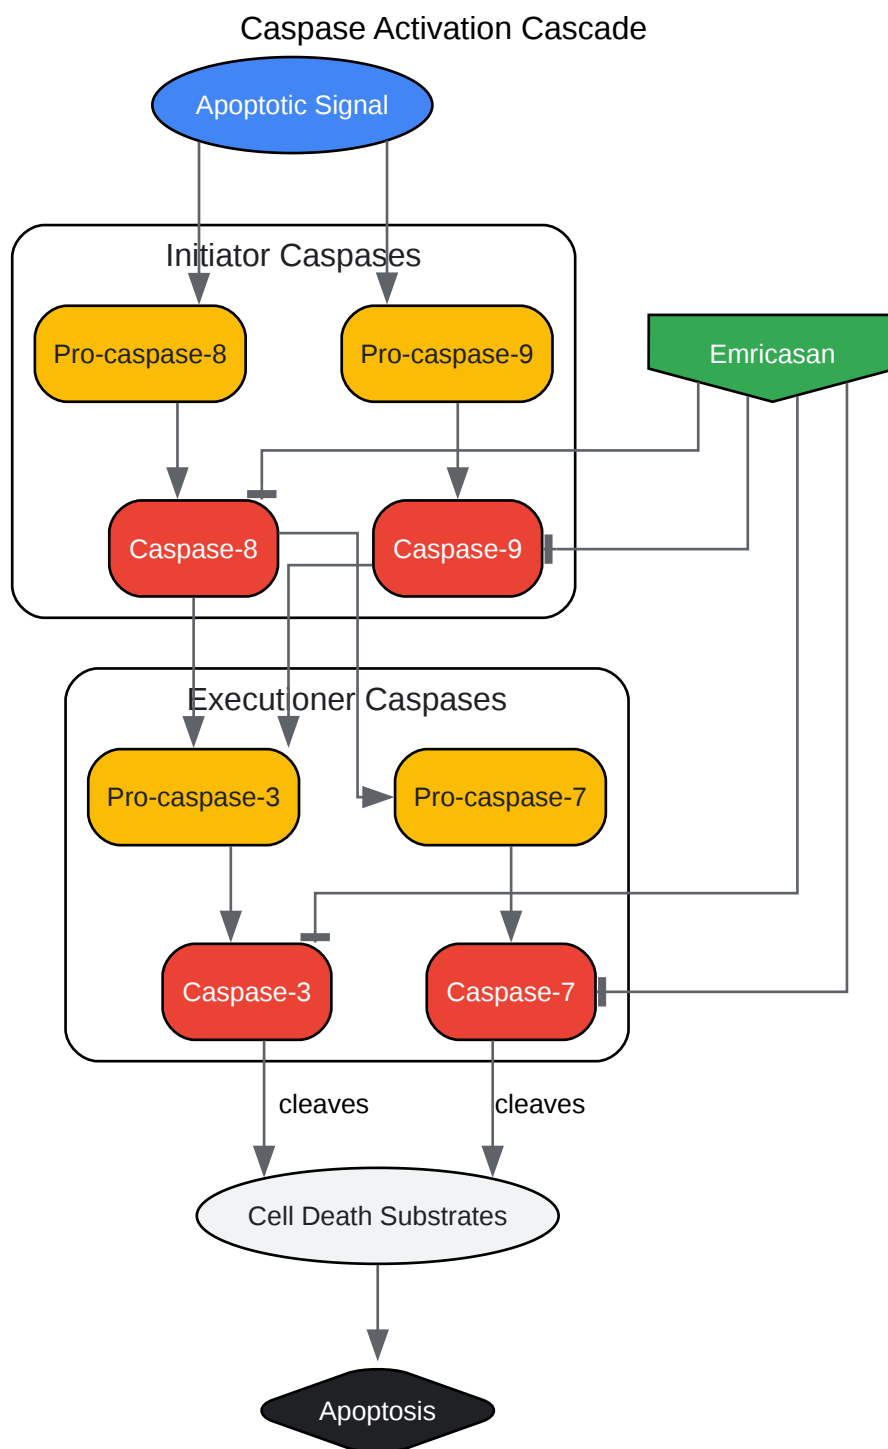 Caspase Activation Cascade
Apoptotic Signal
Initiator Caspases
Pro-caspase-8
Pro-caspase-9
Emricasan
Caspase-8
Caspase-9
Executioner Caspases
Pro-caspase-3
Pro-caspase-7
Caspase-3
Caspase-7
cleaves
cleaves
Cell Death Substrates
Apoptosis